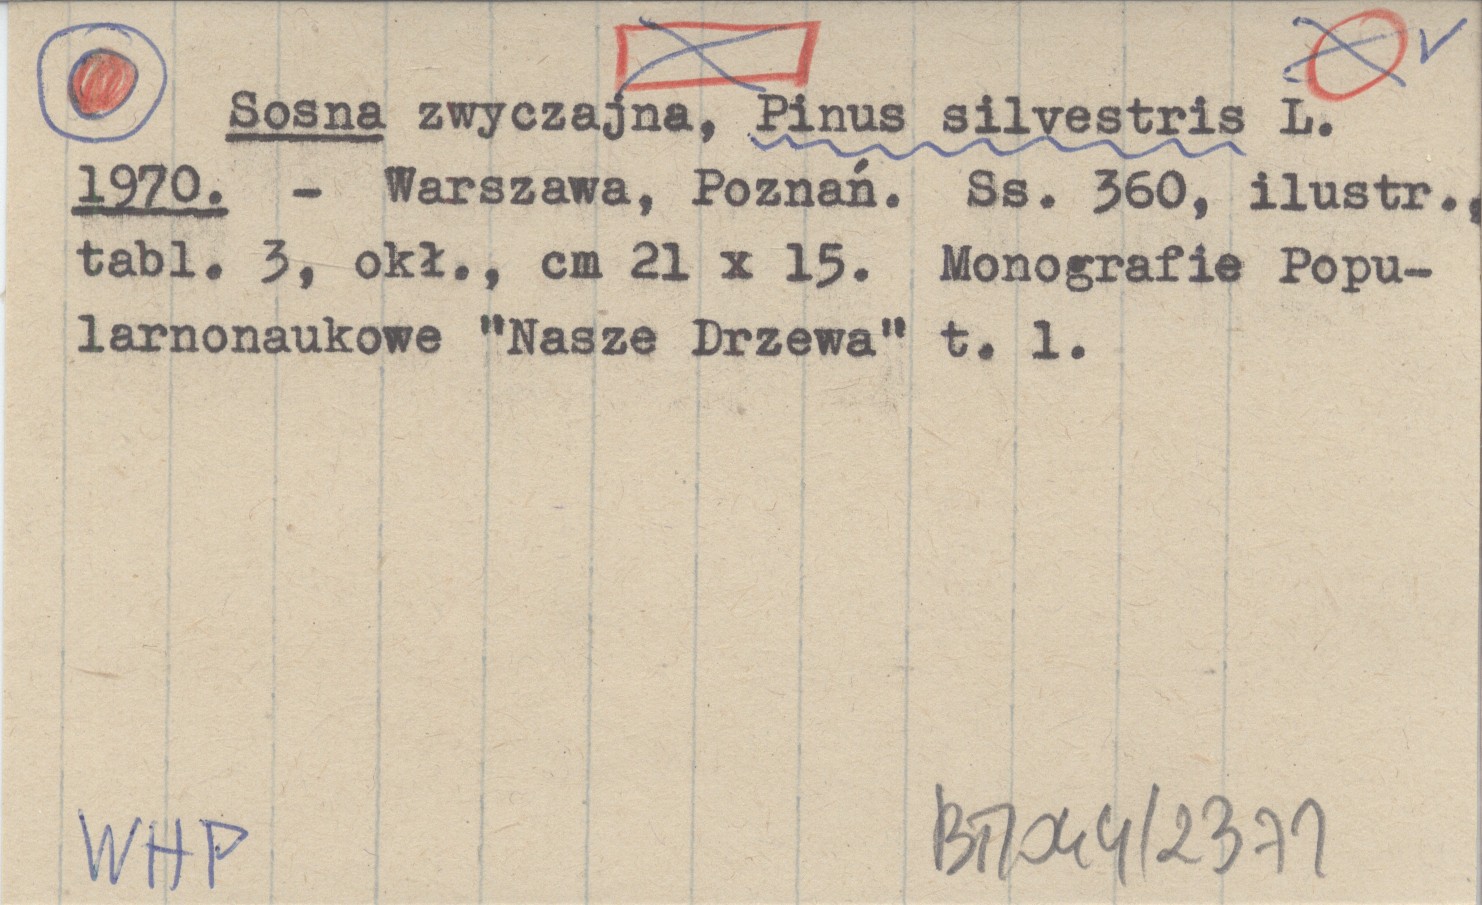 Sosna zwyczajna, Pinus silvestris L.
1970. - Warszawa, Poznań. Ss. 360, ilustr.,
tabl. 3, okł., cm 21 x 15. Monografie Popu-
larnonaukowe "Nasze Drzewa" t. 1.
WHP